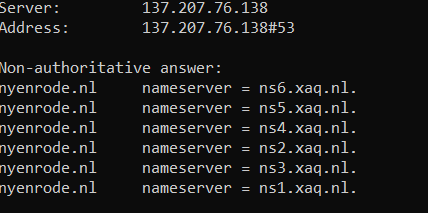 Server: 137.207.76.138
Address: 137.207.76.138#53
Non-authoritative answer:
nyenrode.nl nameserver = ns6.xaq.nl.
nyenrode.nl nameserver = ns5.xaq.nl.
nyenrode.nl nameserver = ns4.xaq.nl.
nyenrode.nl nameserver = ns2.xaq.nl.
nyenrode.nl nameserver = ns3.xaq.nl.
nyenrode.nl nameserver = ns1.xaq.nl.